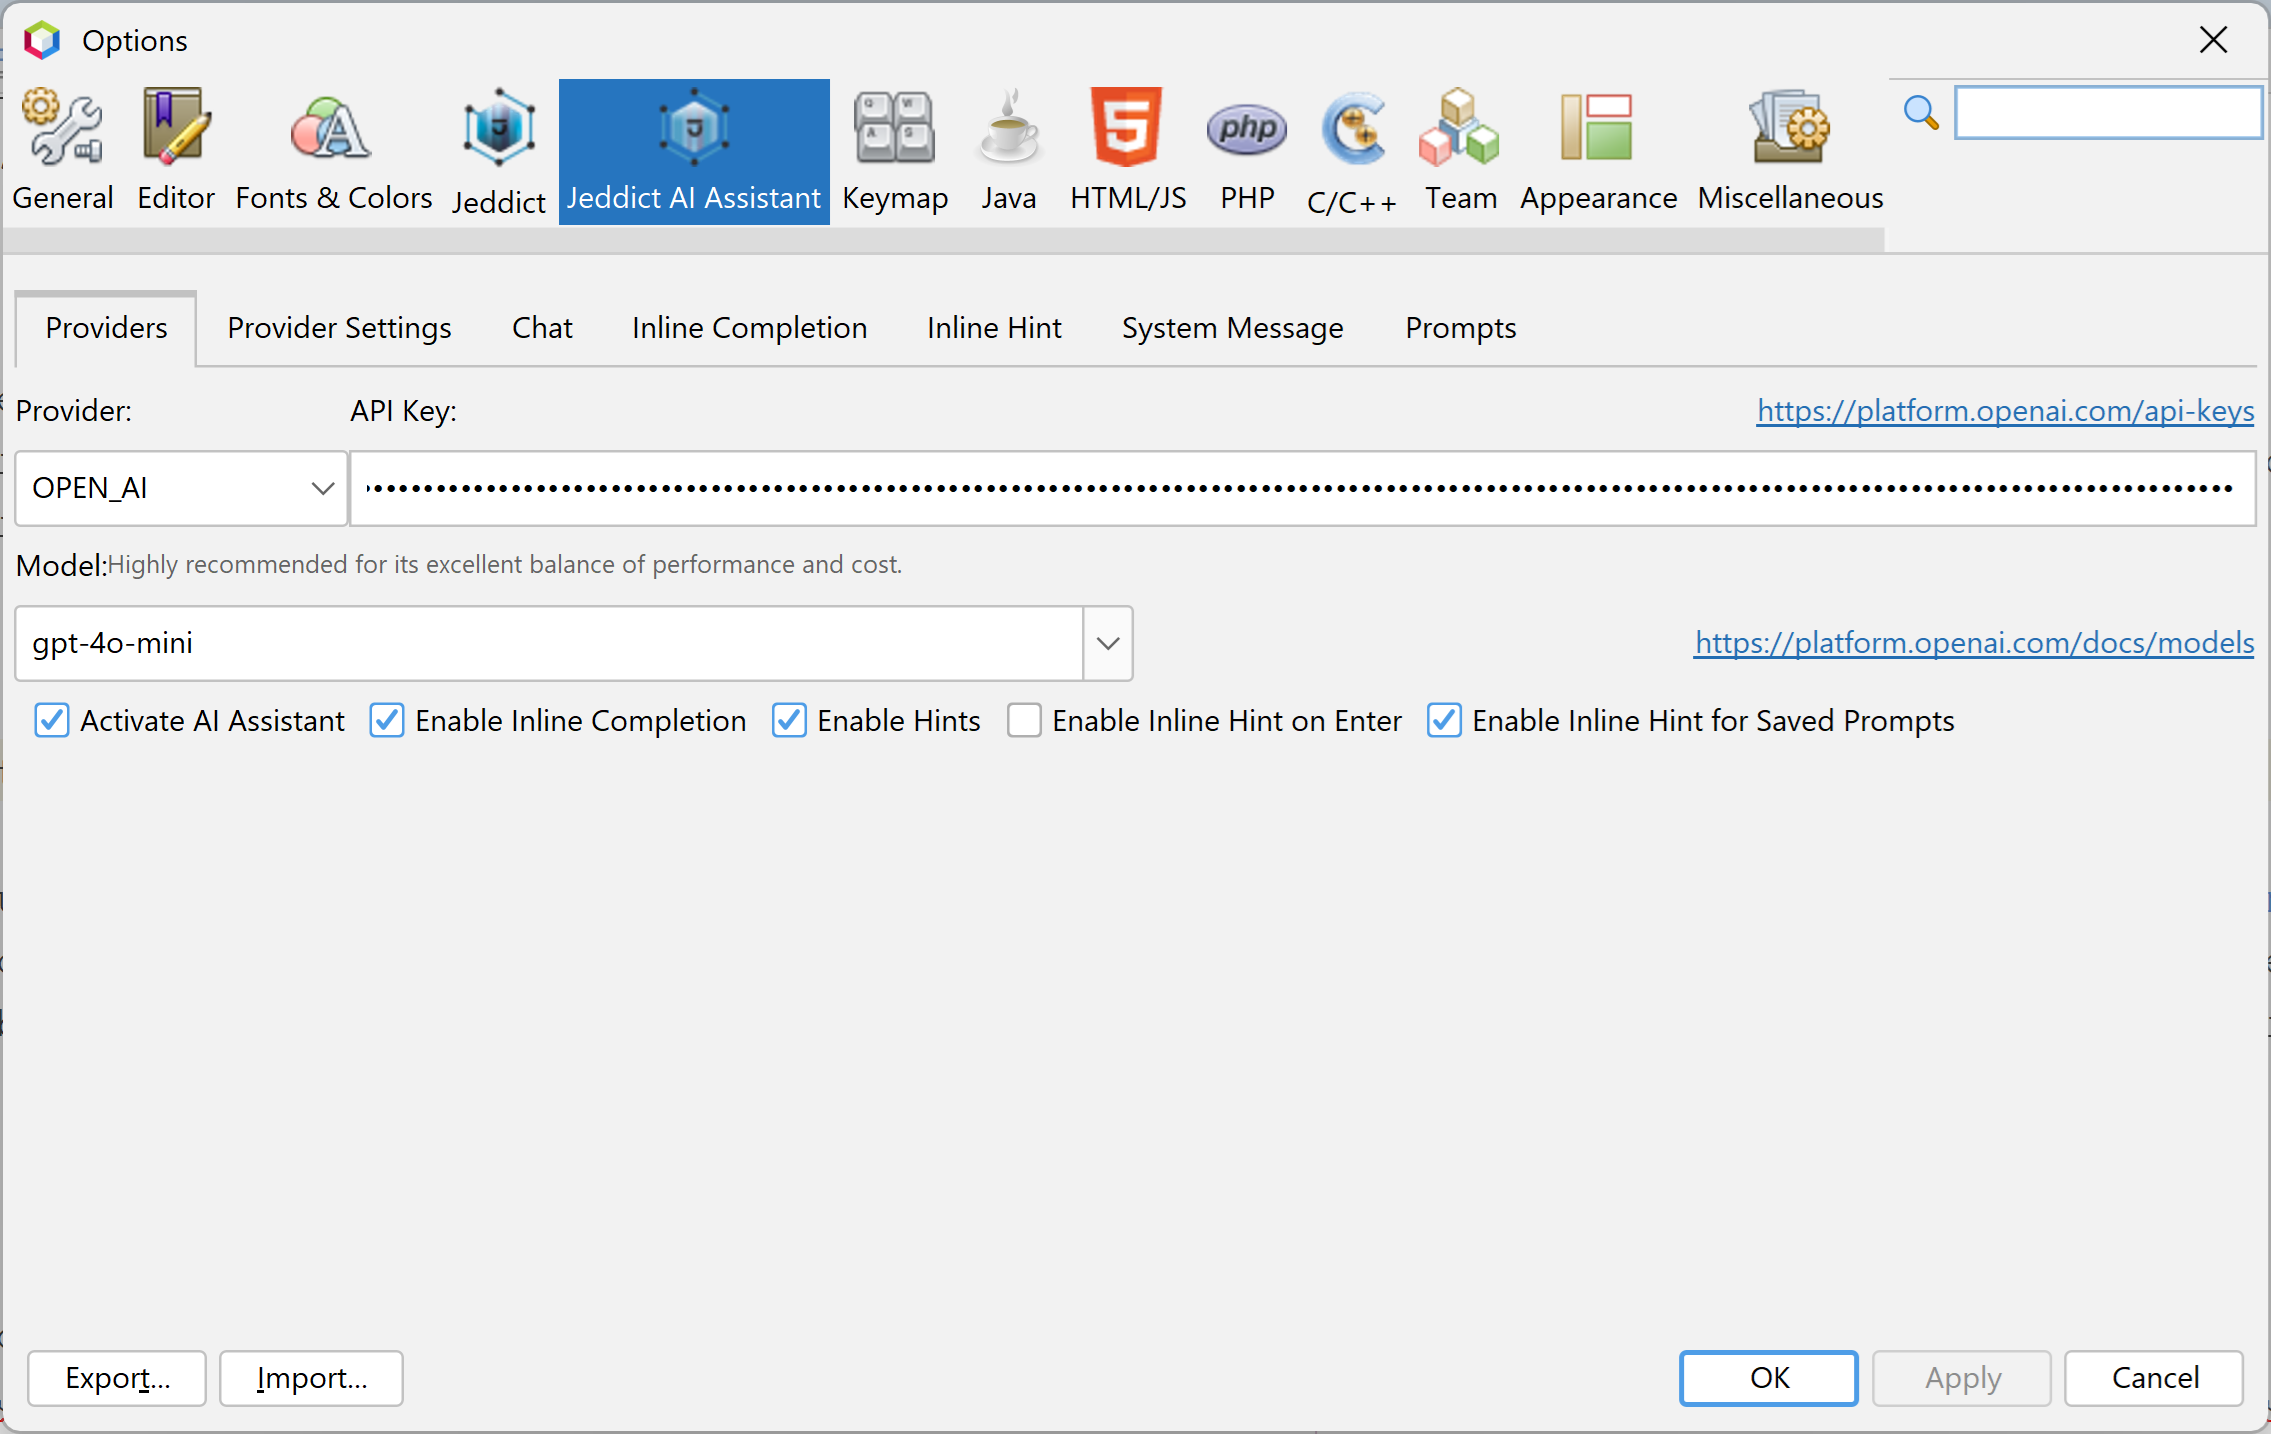 Options
General Editor Fonts & Colors Jeddict Jeddict AI Assistant Keymap Java HTML/JS PHP C/C++ Team Appearance Miscellaneous
Providers Provider Settings Chat Inline Completion Inline Hint System Message Prompts
Provider: API Key: https://platform.openai.com/api-keys
OPEN_AI
Model:Highly recommended for its excellent balance of performance and cost.
gpt-4o-mini https://platform.openai.com/docs/models
Activate AI Assistant Enable Inline Completion Enable Hints Enable Inline Hint on Enter Enable Inline Hint for Saved Prompts
Export... Import... OK Apply Cancel